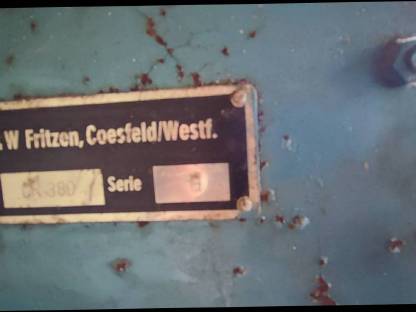 . W Fritzen, Coesfeld/Westf.
Serie